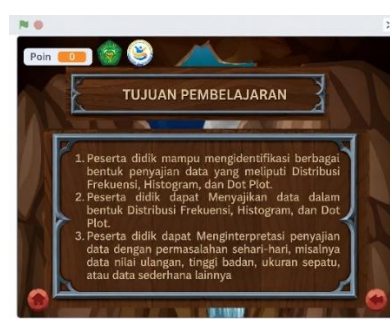 Poin 0
TUJUAN PEMBELAJARAN
1. Peserta didik mampu mengidentifikasi berbagai
bentuk penyajian data yang meliputi Distribusi
Frekuensi, Histogram, dan Dot Plot.
2. Peserta didik dapat Menyajikan data dalam
bentuk Distribusi Frekuensi, Histogram, dan Dot
Plot.
3. Peserta didik dapat Menginterpretasi penyajian
data dengan permasalahan sehari-hari, misalnya
data nilai ulangan, tinggi badan, ukuran sepatu,
atau data sederhana lainnya